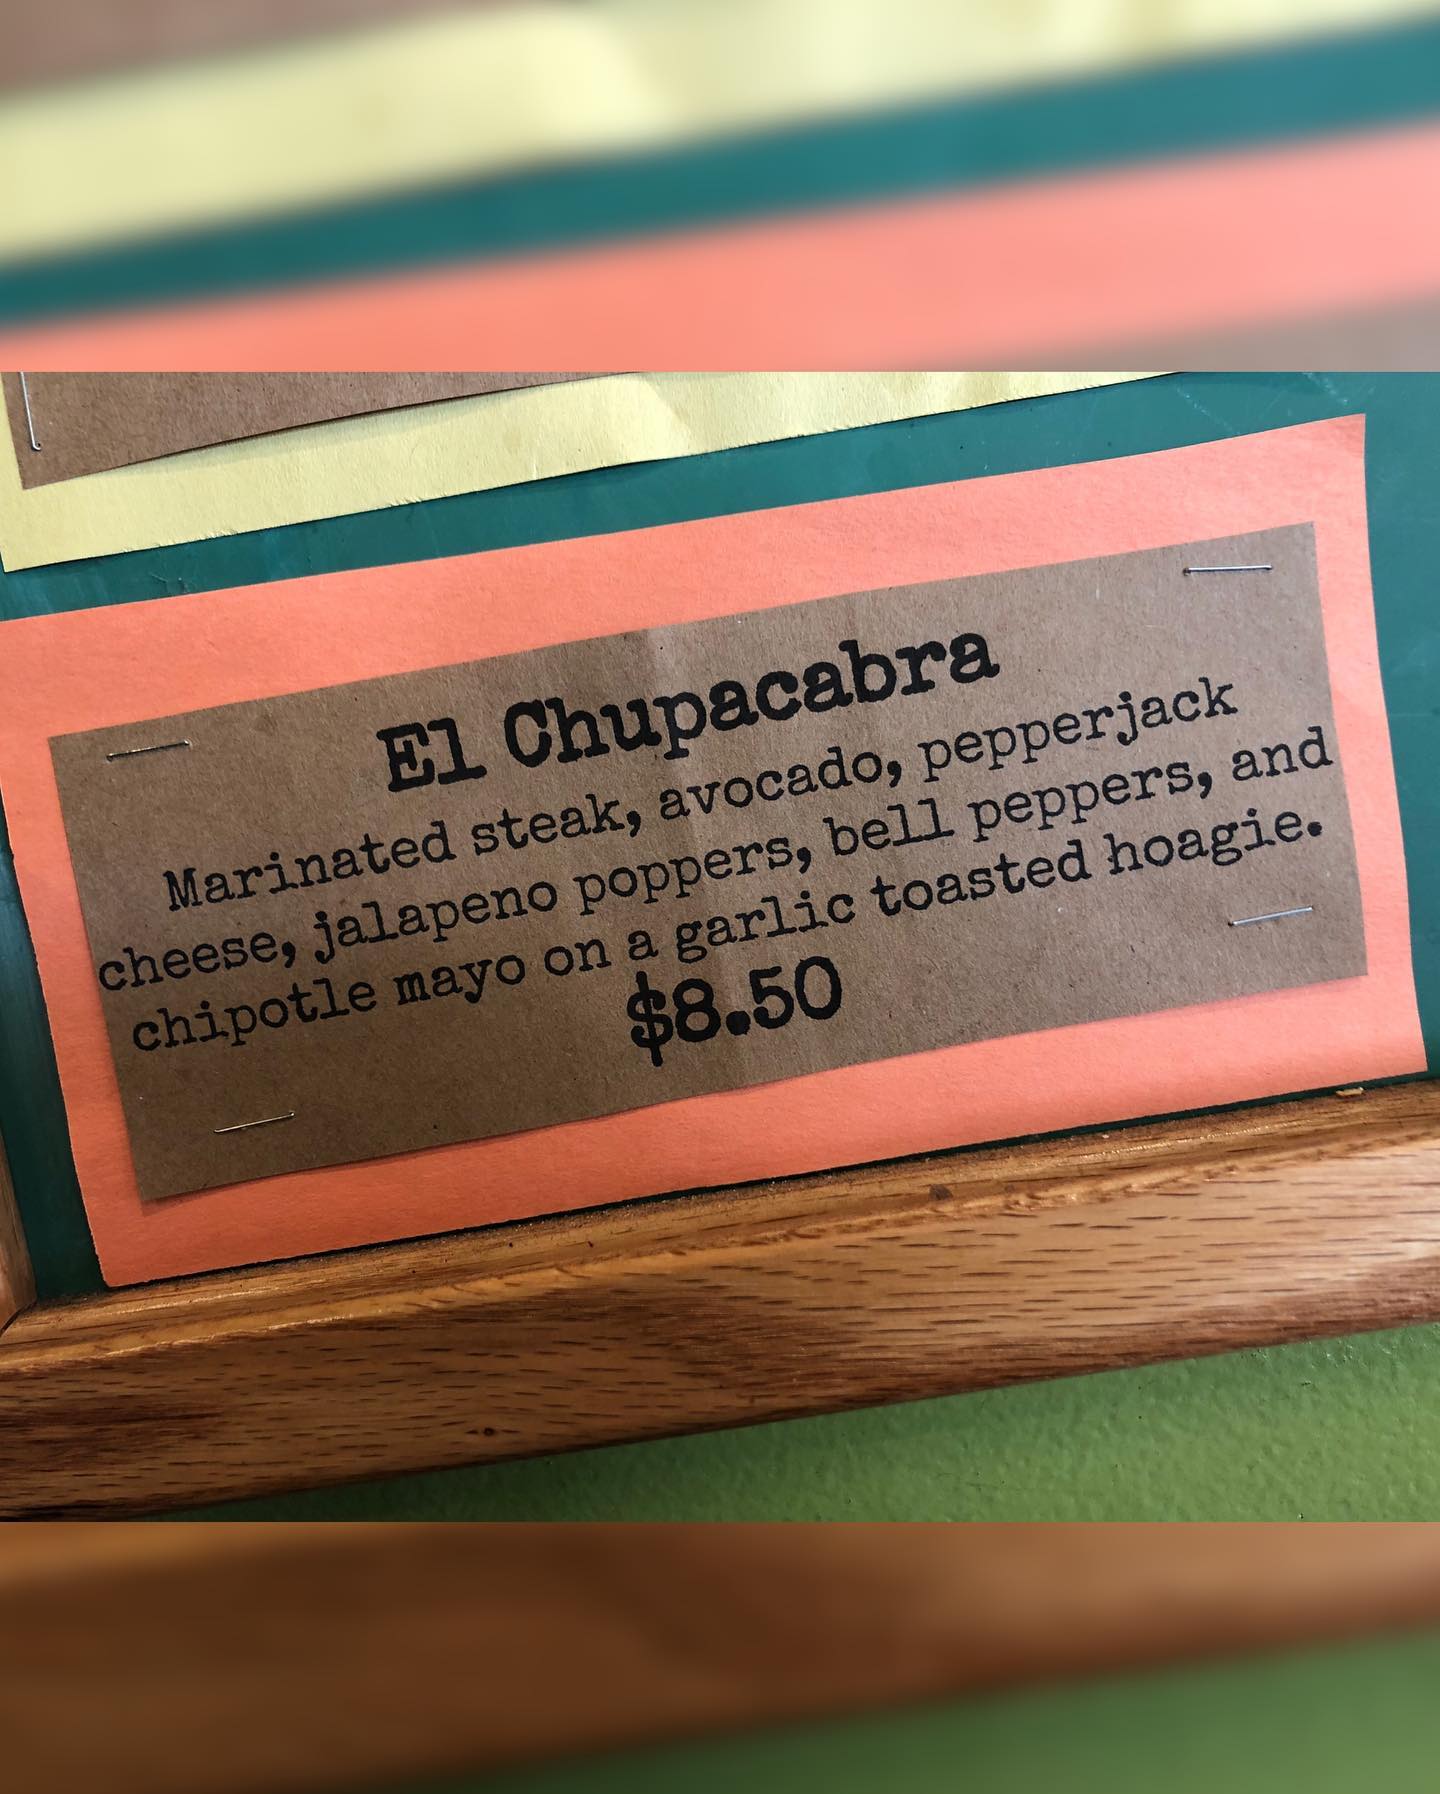 El Chupacabra
Marinated steak, avocado, pepperjack
cheese, jalapeno poppers, bell peppers, and
chipotle mayo on a garlic toasted hoagie.
$8.50